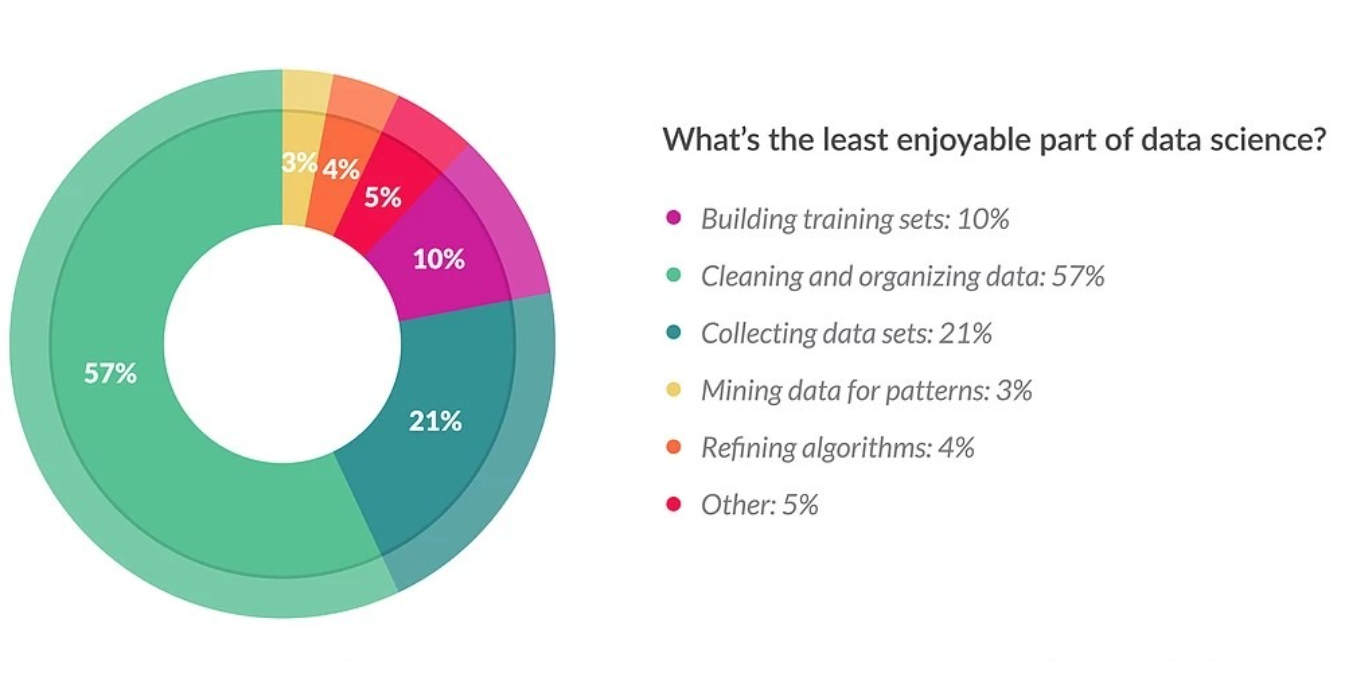 3%
4%
5%
10%
57%
21%
What's the least enjoyable part of data science?
Building training sets: 10%
Cleaning and organizing data: 57%
Collecting data sets: 21%
Mining data for patterns: 3%
Refining algorithms: 4%
Other: 5%